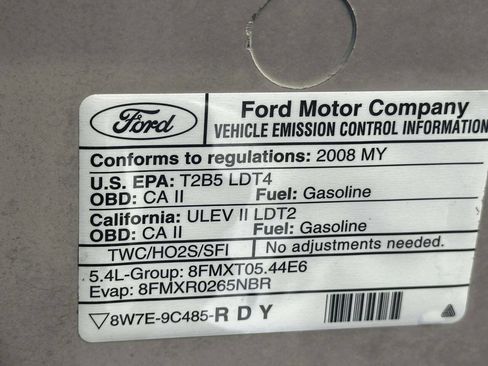 Ford
Ford Motor Company
VEHICLE EMISSION CONTROL INFORMATION
Conforms to regulations: 2008 MY
U.S. EPA: T2B5 LDT4
OBD: CA II Fuel: Gasoline
California: ULEV II LDT2
OBD: CA II Fuel: Gasoline
TWC/HO2S/SFI No adjustments needed.
5.4L-Group: 8FMXT05.44E6
Evap: 8FMXR0265NBR
8W7E-9C485-RDY